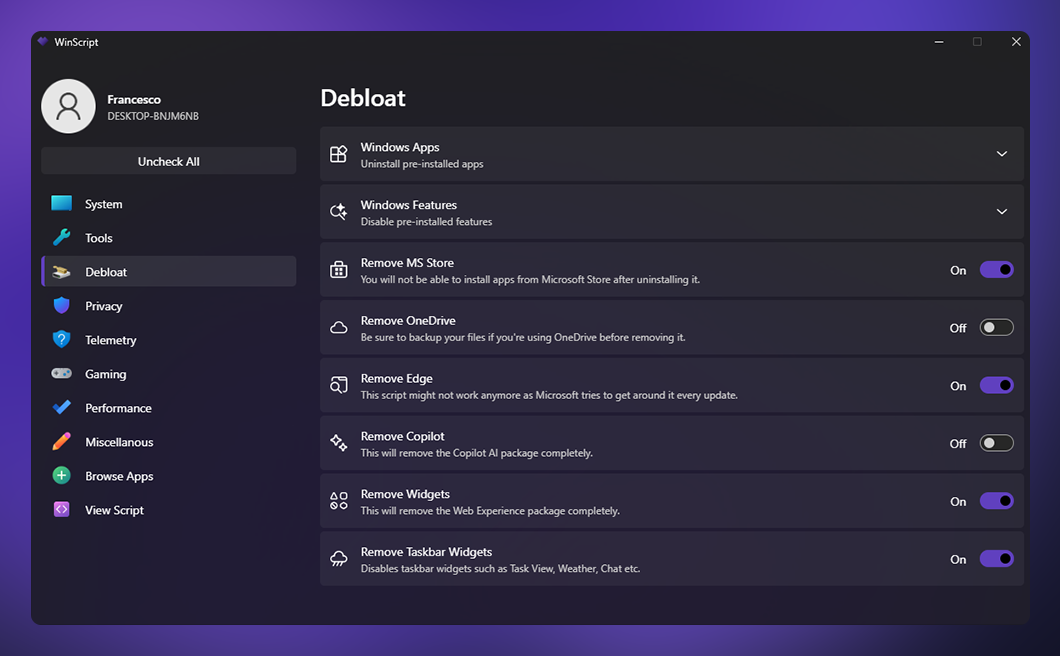 WinScript
Francesco
DESKTOP-BNJM6NB
Uncheck All
System
Tools
Debloat
Privacy
Telemetry
Gaming
Performance
Miscellanous
Browse Apps
View Script
Debloat
Windows Apps
Uninstall pre-installed apps
Windows Features
Disable pre-installed features
Remove MS Store
You will not be able to install apps from Microsoft Store after uninstalling it.
On
Remove OneDrive
Be sure to backup your files if you're using OneDrive before removing it.
Off
Remove Edge
This script might not work anymore as Microsoft tries to get around it every update.
On
Remove Copilot
This will remove the Copilot AI package completely.
Off
Remove Widgets
This will remove the Web Experience package completely.
On
Remove Taskbar Widgets
Disables taskbar widgets such as Task View, Weather, Chat etc.
On